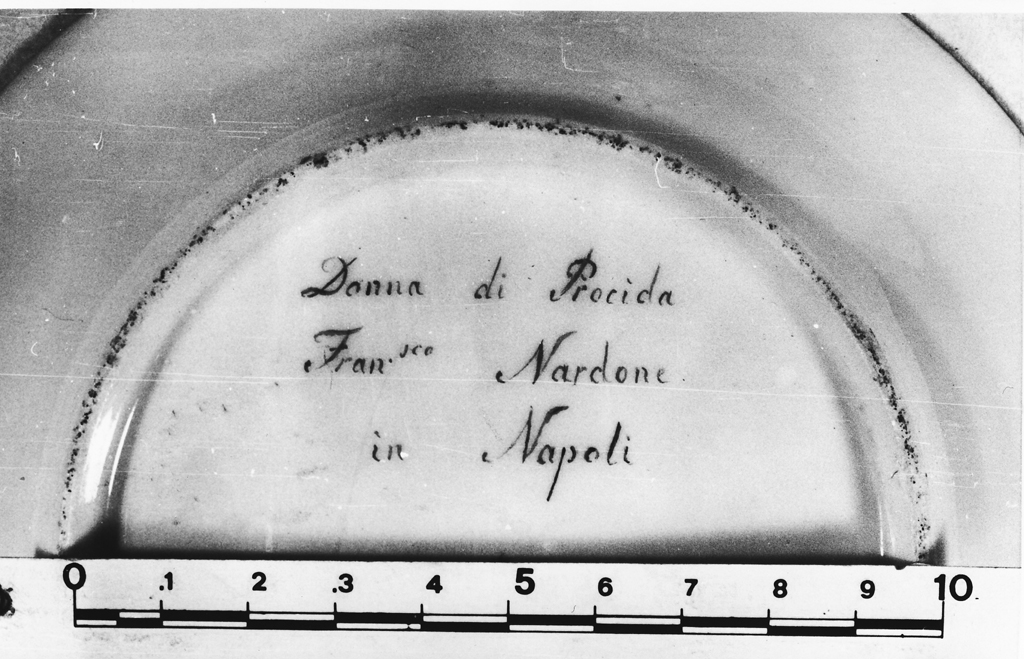 Donna di Procida
Fran.sco Nardone
in Napoli
0 .1 2 .3 4 5 6 7 8 9 10